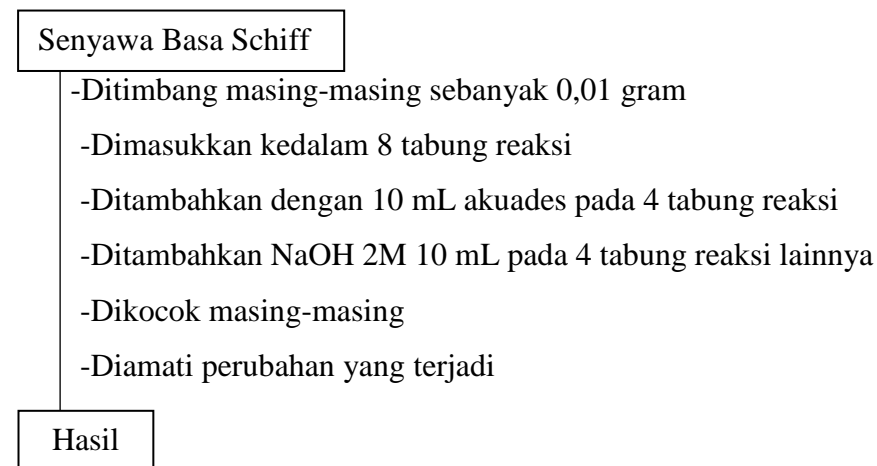 Senyawa Basa Schiff
-Ditimbang masing-masing sebanyak 0,01 gram
-Dimasukkan kedalam 8 tabung reaksi
-Ditambahkan dengan 10 mL akuades pada 4 tabung reaksi
-Ditambahkan NaOH 2M 10 mL pada 4 tabung reaksi lainnya
-Dikocok masing-masing
-Diamati perubahan yang terjadi
Hasil